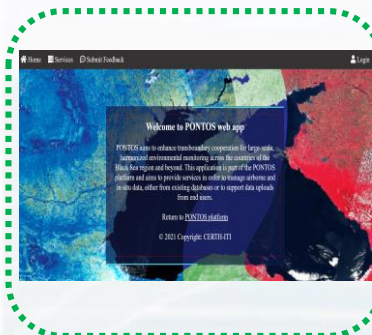 Home Services Submit Feedback Login
Welcome to PONTOS web app
PONTOS aims to enhance transboundary cooperation for large-scale,
harmonized environmental monitoring across the countries of the
Black Sea region and beyond. This application is part of the PONTOS
platform and aims to provide services in order to manage airborne and
in-situ data, either from existing databases or to support data uploads
from end users.
Return to PONTOS platform
© 2021 Copyright: CERTH-ITI